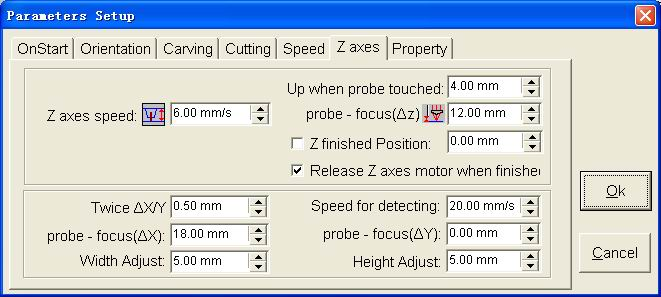 Parameters Setup
OnStart Orientation Carving Cutting Speed Z axes Property
Up when probe touched: 4.00 mm
Z axes speed: 6.00 mm/s probe - focus(Δz) 12.00 mm
Z finished Position: 0.00 mm
Release Z axes motor when finished
Twice ΔX/Y 0.50 mm Speed for detecting: 20.00 mm/s
probe - focus(ΔX): 18.00 mm probe - focus(ΔY): 0.00 mm
Width Adjust: 5.00 mm Height Adjust: 5.00 mm
Ok
Cancel